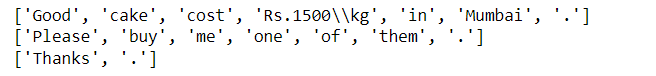 ['Good', 'cake', 'cost', 'Rs.1500\\kg', 'in', 'Mumbai', '.']
['Please', 'buy', 'me', 'one', 'of', 'them', '.']
['Thanks', '.']